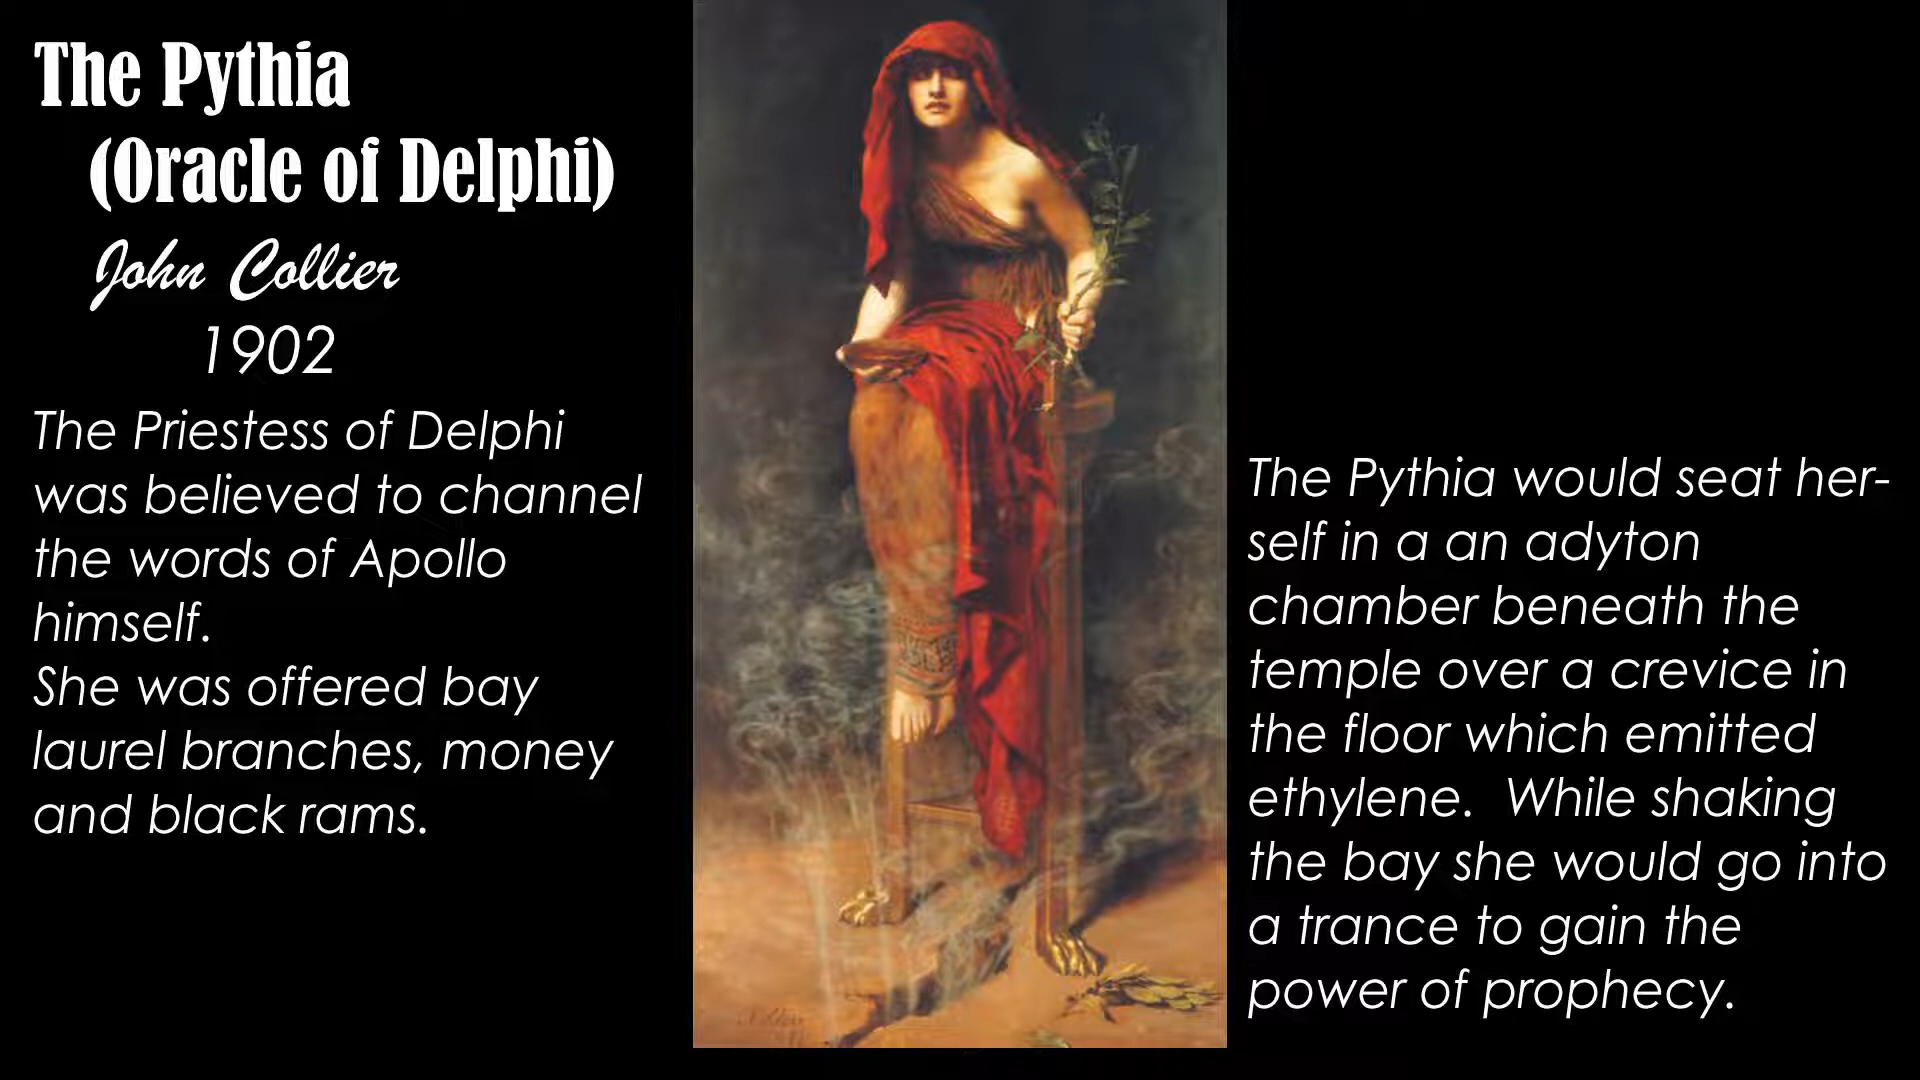 The Pythia
(Oracle of Delphi)
John Collier
1902
The Priestess of Delphi
was believed to channel
the words of Apollo
himself.
She was offered bay
laurel branches, money
and black rams.
The Pythia would seat her-
self in a an adyton
chamber beneath the
temple over a crevice in
the floor which emitted
ethylene.  While shaking
the bay she would go into
a trance to gain the
power of prophecy.